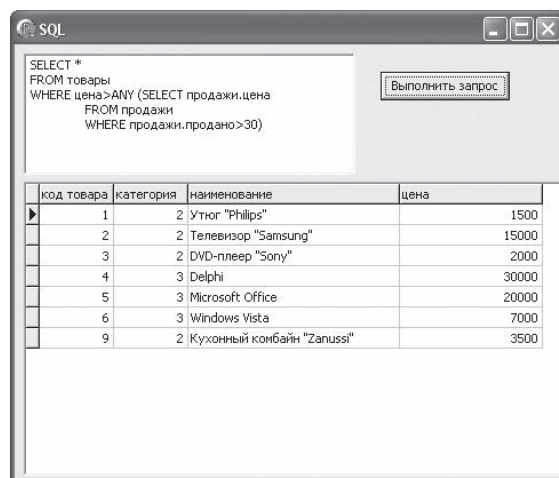 SQL
SELECT *
FROM товары
WHERE цена>ANY (SELECT продажи.цена
FROM продажи
WHERE продажи.продано>30)
Выполнить запрос
код товара категория наименование цена
1 2 Утюг "Philips" 1500
2 2 Телевизор "Samsung" 15000
3 2 DVD-плеер "Sony" 2000
4 3 Delphi 30000
5 3 Microsoft Office 20000
6 3 Windows Vista 7000
9 2 Кухонный комбайн "Zanussi" 3500